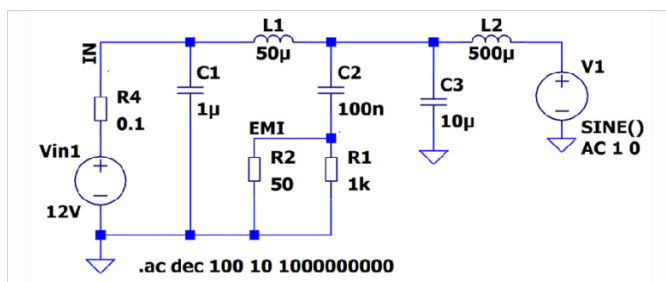 L1
50µ
L2
500µ
IN
C1
1µ
C2
100n
C3
10µ
V1
SINE()
AC 1 0
R4
0.1
EMI
R2
50
R1
1k
Vin1
12V
.ac dec 100 10 1000000000